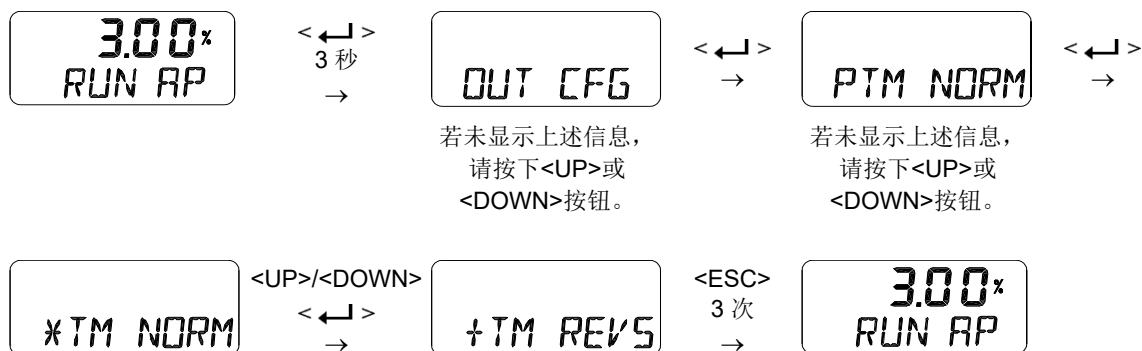 3.00%
RUN AP
< ↵ >
3 秒
→
OUT CFG
若未显示上述信息，
请按下<UP>或
<DOWN>按钮。
< ↵ >
→
PTM NORM
若未显示上述信息，
请按下<UP>或
<DOWN>按钮。
< ↵ >
→
*TM NORM
<UP>/<DOWN>
< ↵ >
→
+TM REVS
<ESC>
3 次
→
3.00%
RUN AP